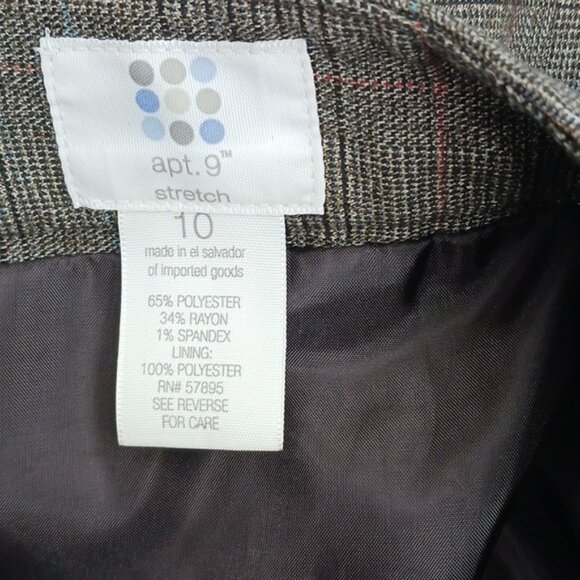 apt.9™
stretch
10
made in el salvador
of imported goods
65% POLYESTER
34% RAYON
1% SPANDEX
LINING:
100% POLYESTER
RN# 57895
SEE REVERSE
FOR CARE